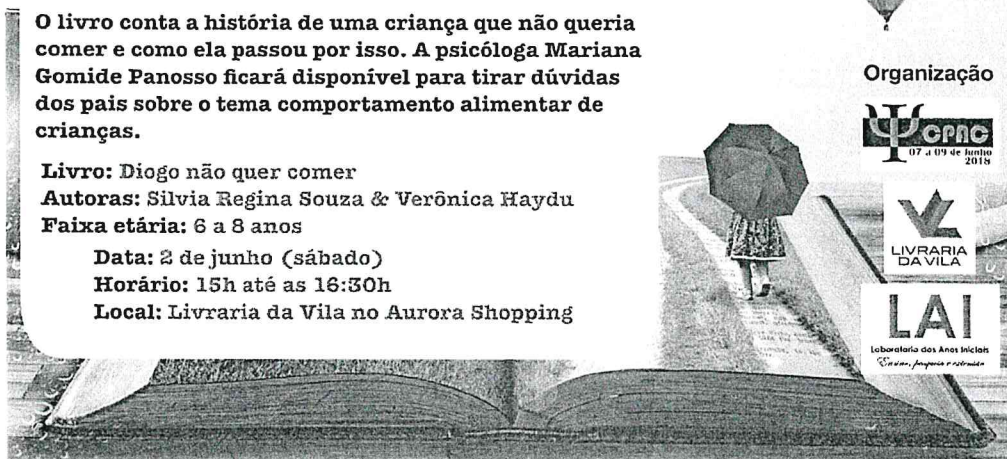 O livro conta a história de uma criança que não queria
comer e como ela passou por isso. A psicóloga Mariana
Gomide Panosso ficará disponível para tirar dúvidas
dos pais sobre o tema comportamento alimentar de
crianças.
Livro: Diogo não quer comer
Autoras: Silvia Regina Souza & Verônica Haydu
Faixa etária: 6 a 8 anos
Data: 2 de junho (sábado)
Horário: 15h até as 16:30h
Local: Livraria da Vila no Aurora Shopping
Organização
CPAC
07 a 09 de Junho
2018
LIVRARIA
DA VILA
LAI
Laboratório dos Anos Iniciais
Ensino, pesquisa e extensão